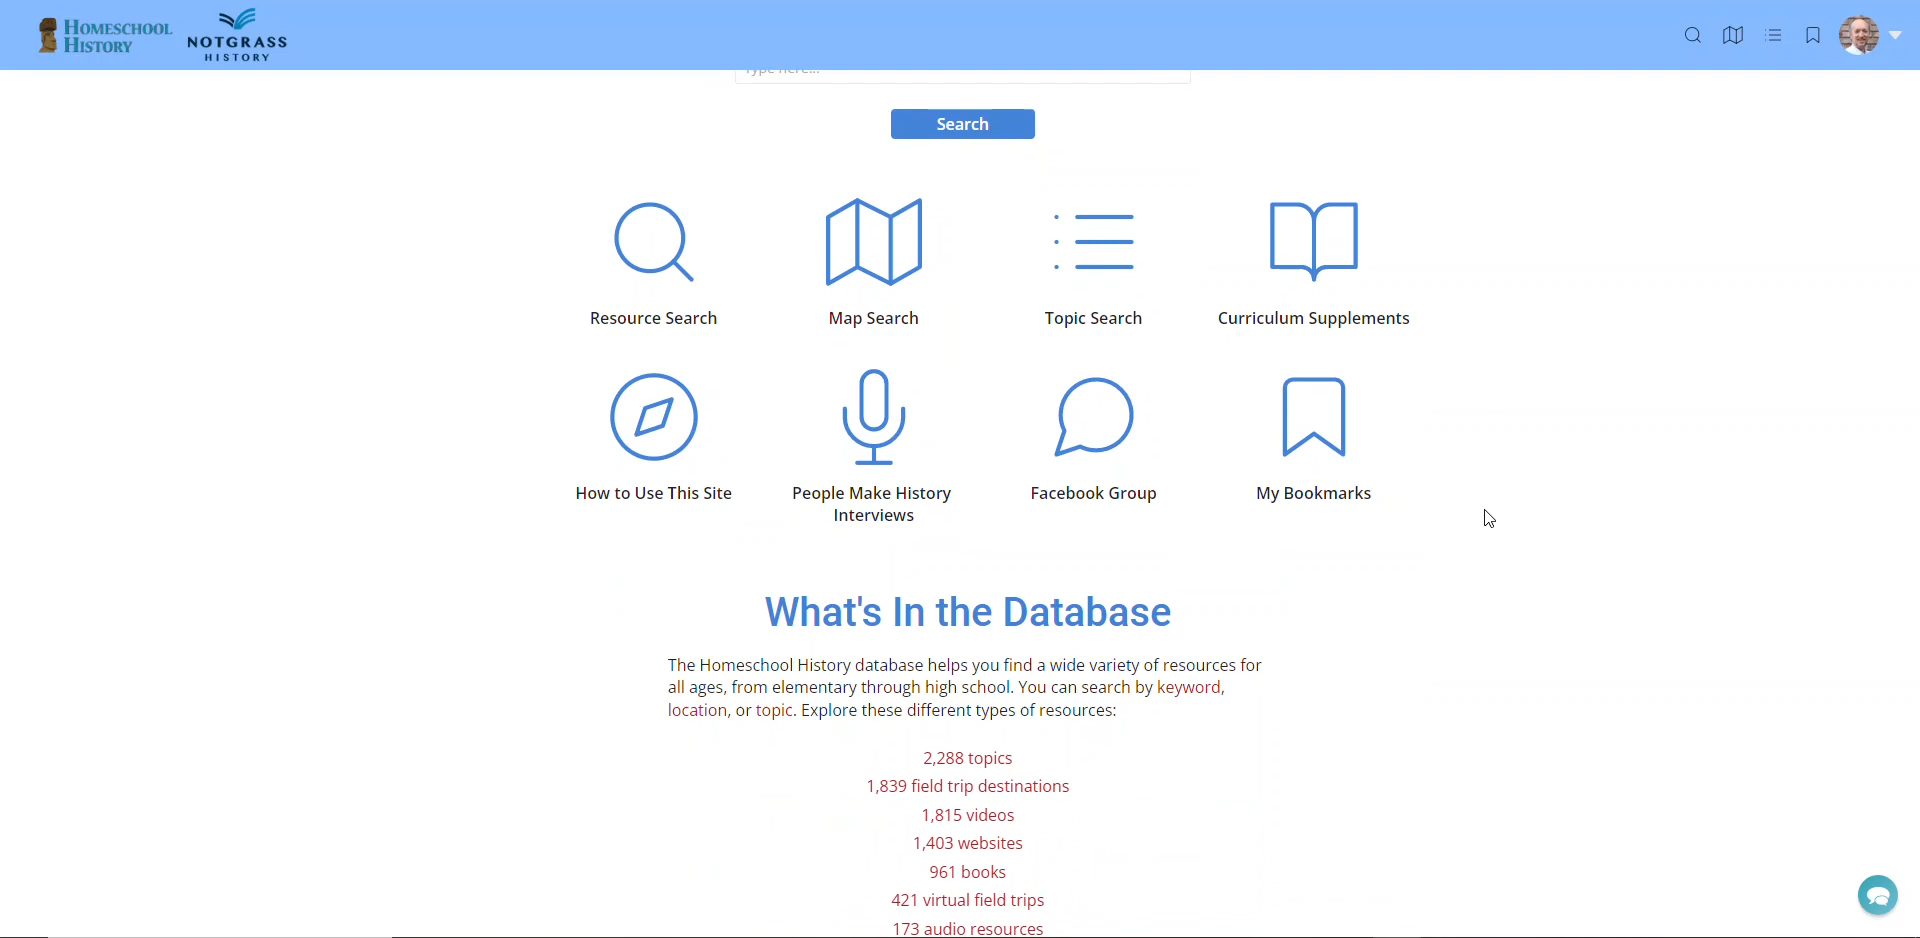 HOMESCHOOL
HISTORY
NOTGRASS
HISTORY
Type here...
Search
Resource Search
Map Search
Topic Search
Curriculum Supplements
How to Use This Site
People Make History
Interviews
Facebook Group
My Bookmarks
What's In the Database
The Homeschool History database helps you find a wide variety of resources for
all ages, from elementary through high school. You can search by keyword,
location, or topic. Explore these different types of resources:
2,288 topics
1,839 field trip destinations
1,815 videos
1,403 websites
961 books
421 virtual field trips
173 audio resources